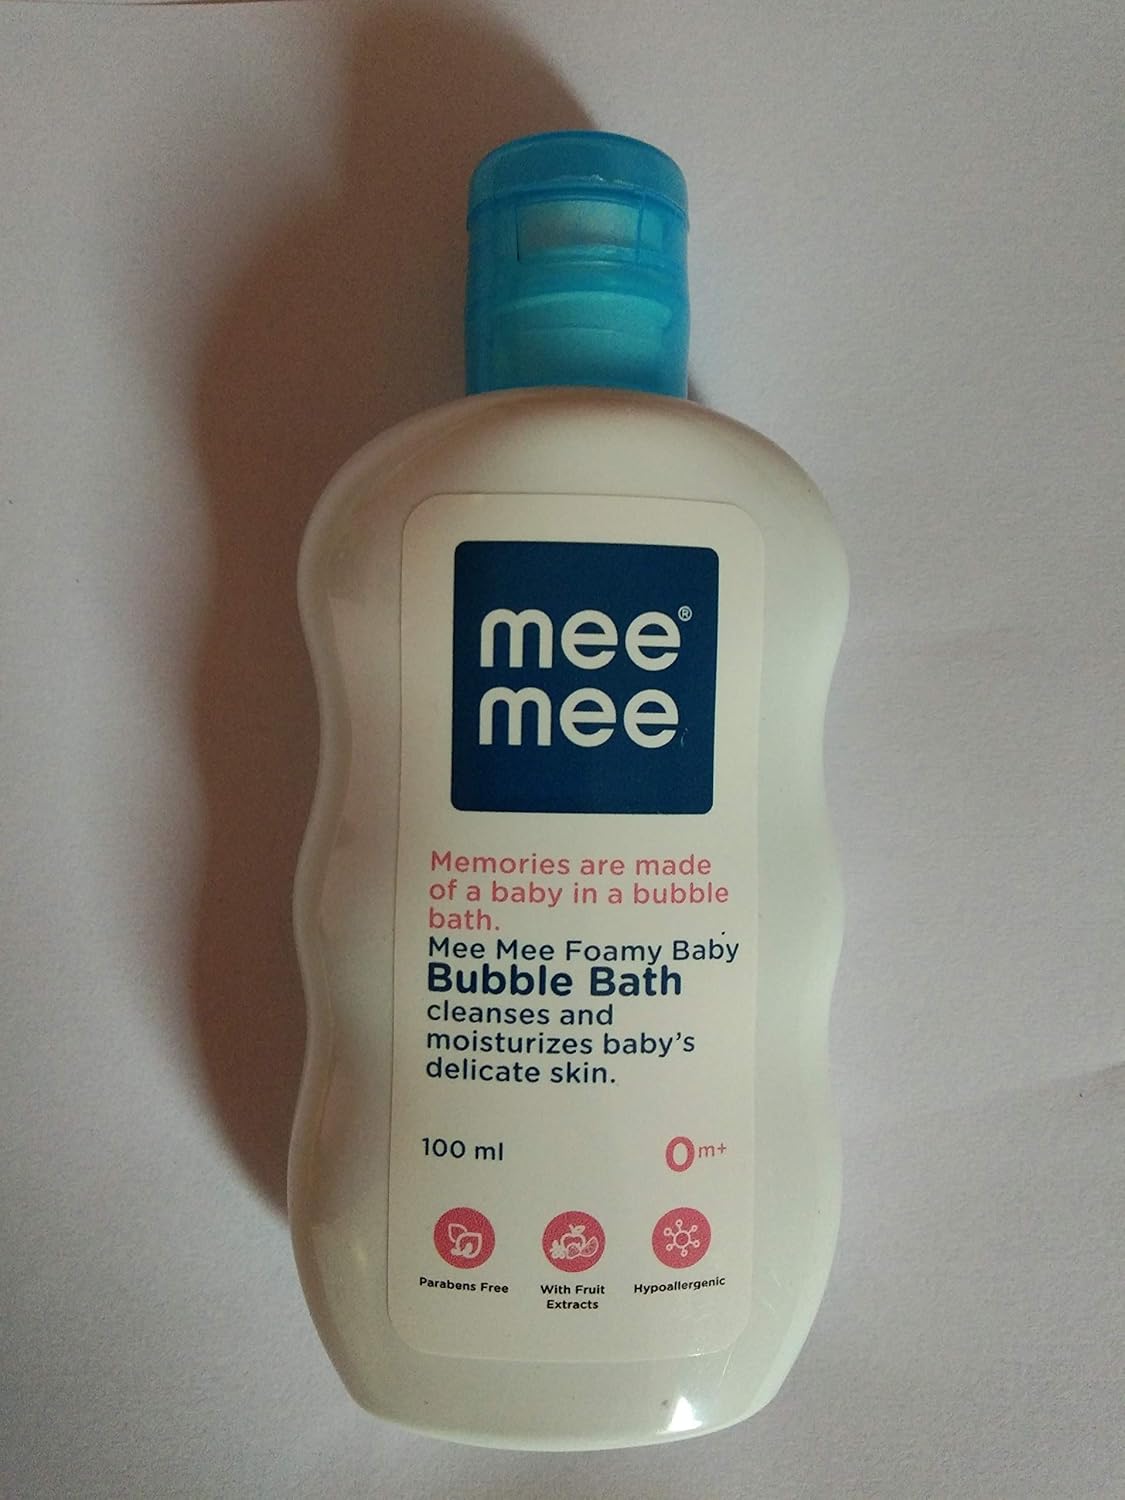 mee®
mee
Memories are made
of a baby in a bubble
bath.
Mee Mee Foamy Baby
Bubble Bath
cleanses and
moisturizes baby's
delicate skin.
100 ml
0m+
Parabens Free
With Fruit
Extracts
Hypoallergenic